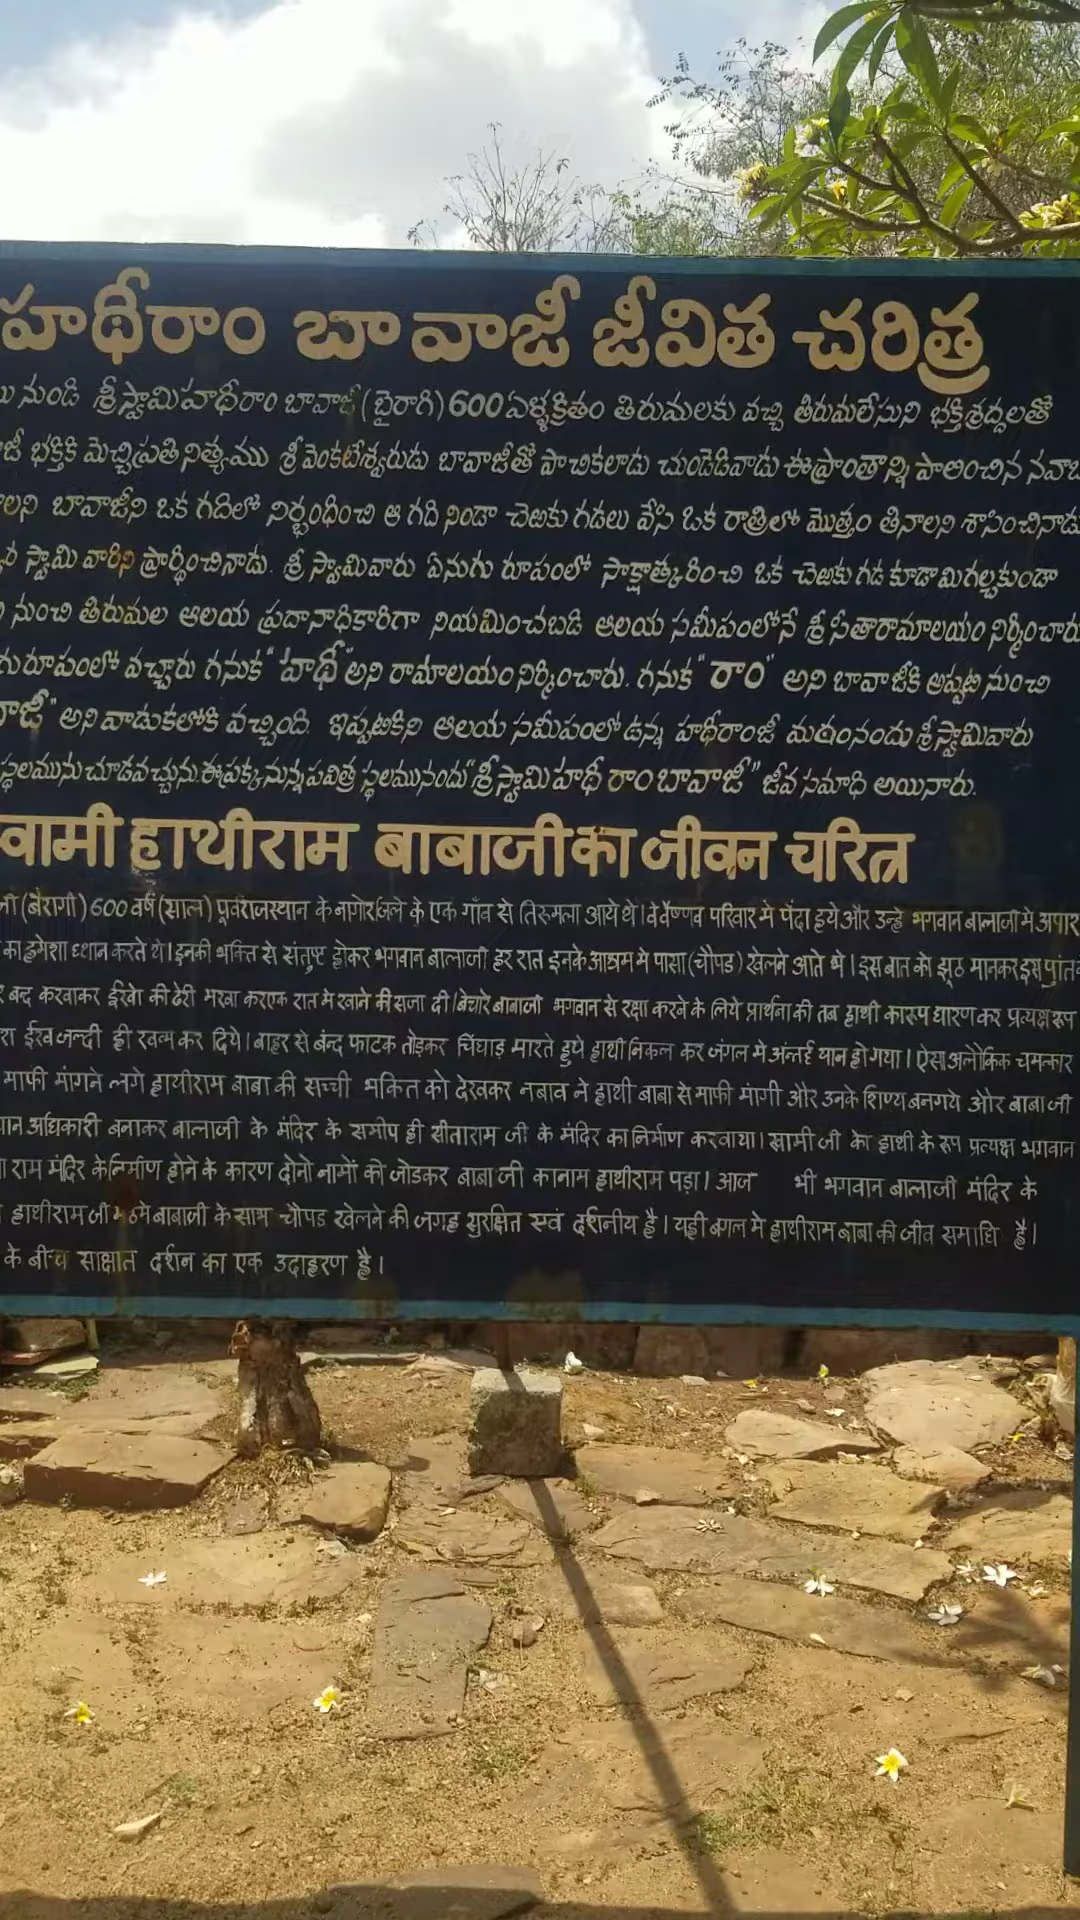 హథీరాం బావాజీ జీవిత చరిత్ర
నుండి శ్రీస్వామిహథీరాం బావాజీ (బైరాగి) 600 ఏళ్ళక్రితం తిరుమలకు వచ్చి తిరుమలేసుని భక్తిశ్రద్ధలతో
జీ భక్తికి మెచ్చి ప్రతినిత్యము శ్రీ వెంకటేశ్వరుడు బావాజీతో పాచికలాడు చుండెడివాడు ఈ ప్రాంతాన్ని పాలించిన నవాబ
లని బావాజీని ఒక గదిలో నిర్భంధించి ఆ గది నిండా చెఱకు గడలు వేసి ఒక రాత్రిలో మొత్తం తినాలని శాసించినాడు
స్వామి వారిని ప్రార్థించినాడు. శ్రీ స్వామివారు ఏనుగు రూపంలో సాక్షాత్కరించి ఒక చెఱకు గడ కూడా మిగల్చకుండా
నుంచి తిరుమల ఆలయ ప్రదానాధికారిగా నియమించబడి ఆలయ సమీపంలోనే శ్రీ సీతారామాలయం నిర్మించారు
గురూపంలో వచ్చారు గనుక "హథీ" అని రామాలయం నిర్మించారు. గనుక "రాం" అని బావాజీకి అప్పటి నుంచి
వాజీ" అని వాడుకలోకి వచ్చింది. ఇప్పటికిని ఆలయ సమీపంలో ఉన్న హథీరాంజీ మఠంనందు శ్రీస్వామివారు
స్థలమును చూడవచ్చును. ఈ ప్రక్కనున్న పవిత్ర స్థలమునందు "శ్రీ స్వామి హథీ రాం బావాజీ" జీవ సమాధి అయినారు.
स्वामी हाथीराम बाबाजी का जीवन चरित्र
जी (बैरागी) 600 वर्ष (साल) पूर्व राजस्थान के नागोर जिले के एक गाँव से तिरूमला आये थे। वे वैष्णव परिवार मे पैदा हुये और उन्हे भगवान बालाजी मे अपार
का हमेशा ध्यान करते थे। इनकी भक्ति से संतुष्ट होकर भगवान बालाजी हर रात इनके आश्रम मे पासा (चौपड) खेलने आते थे। इस बात को झूठ मानकर इस प्रांत
बन्द करवाकर ईख की ढेरी भरवा कर एक रात मे खाने की सजा दी। बेचारे बाबाजी भगवान से रक्षा करने के लिये प्रार्थना की तब हाथी का रूप धारण कर प्रत्यक्ष रूप
ईख जल्दी ही खत्म कर दिये। बाहर से बन्द फाटक तोड़कर चिंघाड़ मारते हुये हाथी निकल कर जंगल मे अंन्तर्ध्यान हो गया। ऐसा अलौकिक चमत्कार
माफी मांगने लगे हाथीराम बाबा की सच्ची भक्ति को देखकर नबाव ने हाथी बाबा से माफी मांगी और उनके शिष्य बन गये और बाबाजी
अधिकारी बनाकर बालाजी के मंदिर के समीप ही सीताराम जी के मंदिर का निर्माण करवाया। स्वामी जी को हाथी के रूप प्रत्यक्ष भगवान
राम मंदिर के निर्माण होने के कारण दोनो नामों को जोडकर बाबाजी का नाम हाथीराम पड़ा। आज भी भगवान बालाजी मंदिर के
हाथीरामजी मठ मे बाबाजी के साथ चौपड खेलने की जगह सुरक्षित एवं दर्शनीय है। यही बगल मे हाथीराम बाबा की जीव समाधि है।
के बीच साक्षात दर्शन का एक उदाहरण है।